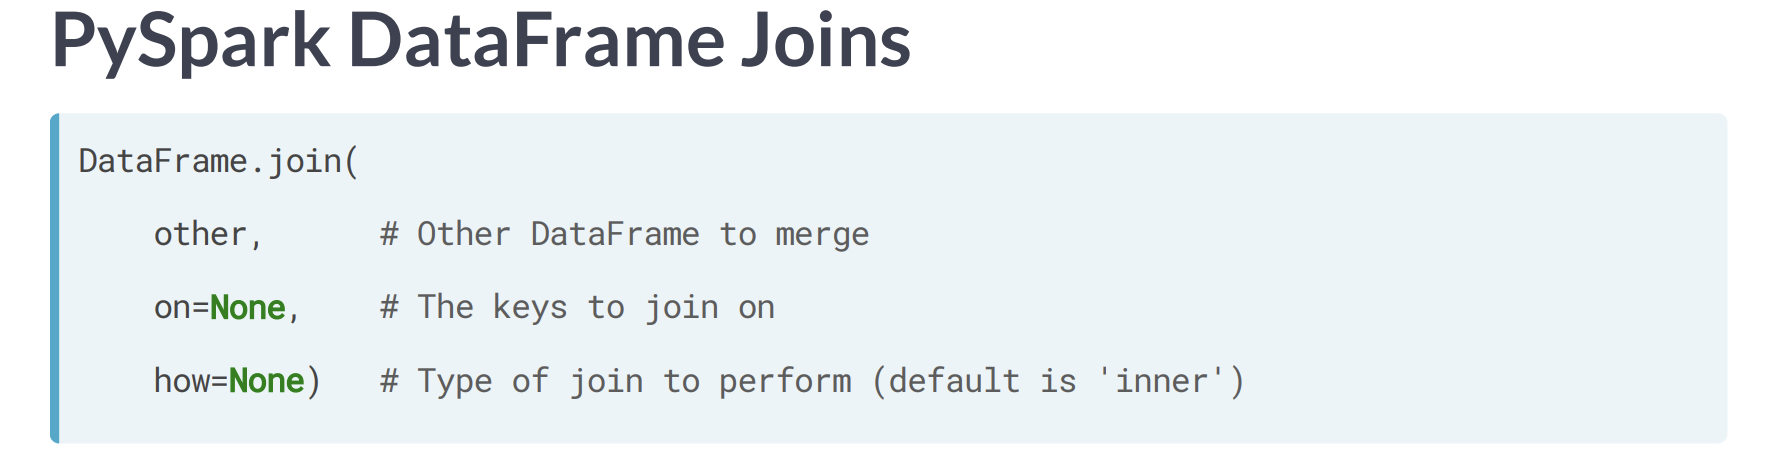 PySpark DataFrame Joins
DataFrame.join(
    other,      # Other DataFrame to merge
    on=None,    # The keys to join on
    how=None)   # Type of join to perform (default is 'inner')